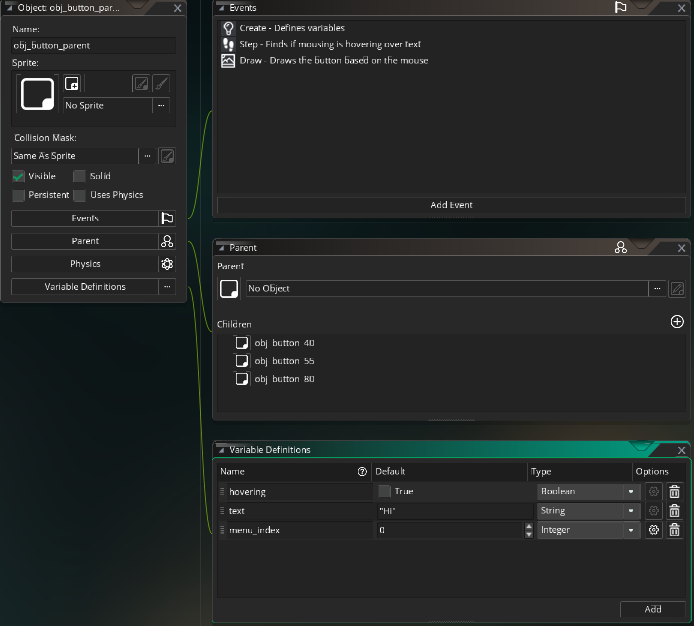 Object: obj_button_par...
Name:
obj_button_parent
Sprite:
No Sprite
...
Collision Mask:
Same As Sprite
...
Visible
Solid
Persistent
Uses Physics
Events
Parent
Physics
Variable Definitions
...
Events
Create - Defines variables
Step - Finds if mousing is hovering over text
Draw - Draws the button based on the mouse
Add Event
Parent
Parent
No Object
...
Children
obj_button_40
obj_button_55
obj_button_80
Variable Definitions
Name ? Default Type Options
hovering True Boolean
text "HI" String
menu_index 0 Integer
Add